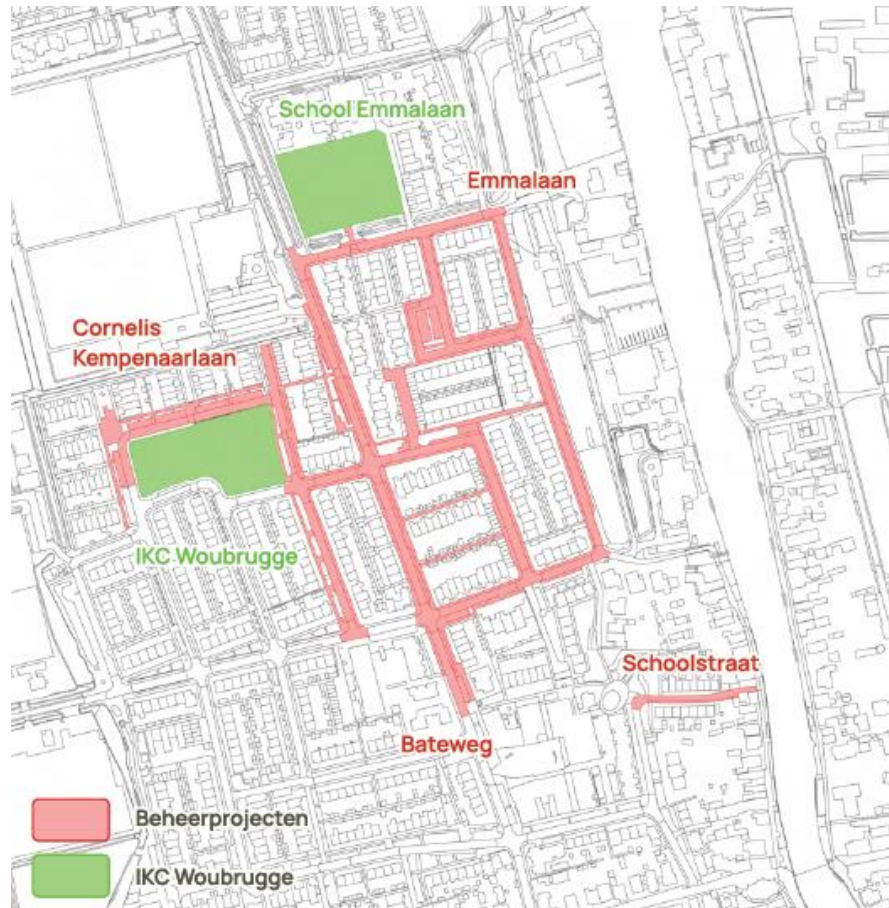 School Emmalaan
Emmalaan
Cornelis
Kempenaarlaan
IKC Woubrugge
Schoolstraat
Bateweg
Beheerprojecten
IKC Woubrugge